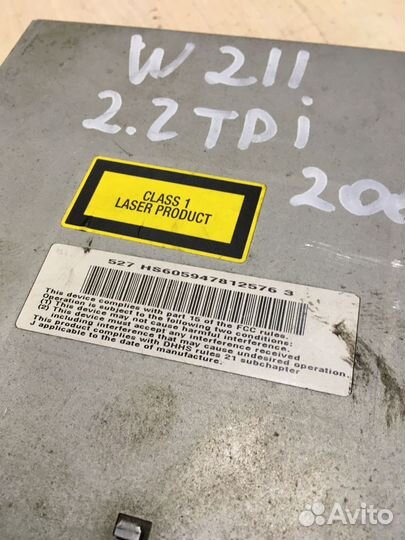 W 211
2.2 TDi
200
CLASS 1
LASER PRODUCT
527 HS605947812576 3
This device complies with part 15 of the FCC rules.
Operation is subject to the following two conditions:
(1) This device may not cause harmful interference.
(2) This device must accept any interference received
including interference that may cause undesired operation.
This product complies with DHHS rules 21 subchapter
J applicable to the date of manufacture.
Avito